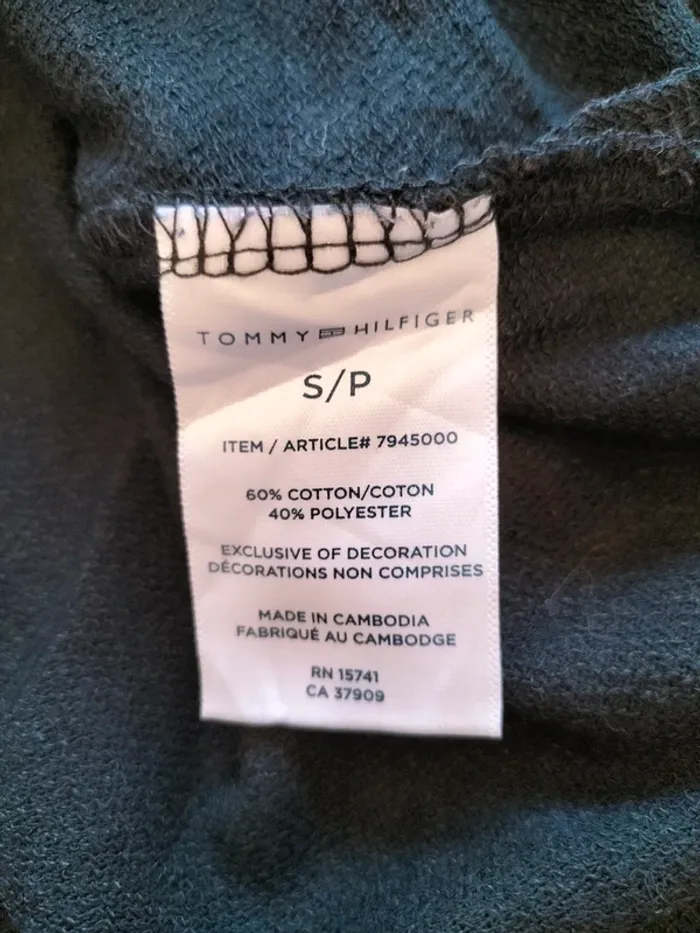 TOMMY HILFIGER
S/P
ITEM / ARTICLE# 7945000
60% COTTON/COTON
40% POLYESTER
EXCLUSIVE OF DECORATION
DÉCORATIONS NON COMPRISES
MADE IN CAMBODIA
FABRIQUÉ AU CAMBODGE
RN 15741
CA 37909